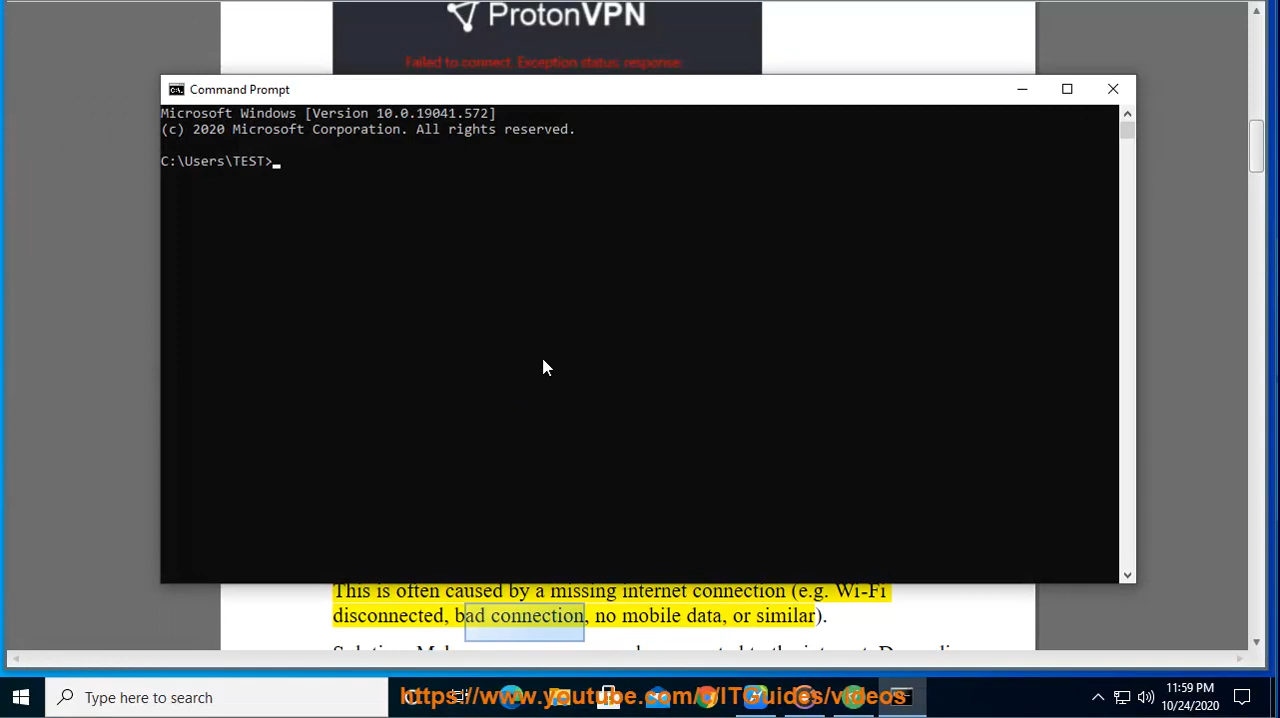 ProtonVPN
Failed to connect. Exception status: response:
Command Prompt
Microsoft Windows [Version 10.0.19041.572]
(c) 2020 Microsoft Corporation. All rights reserved.
C:\Users\TEST>
This is often caused by a missing internet connection (e.g. Wi-Fi
disconnected, bad connection, no mobile data, or similar).
Type here to search
https://www.youtube.com/c/ITGuides/videos
11:59 PM
10/24/2020